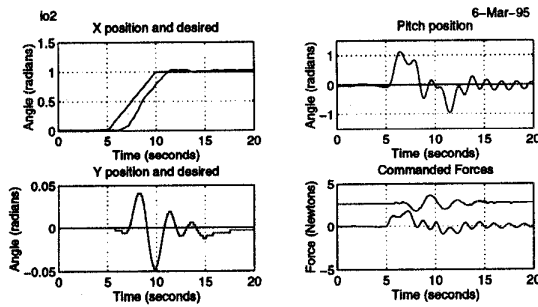 io2
6-Mar-95
X position and desired
1.5
1
0.5
0
Angle (radians)
0 5 10 15 20
Time (seconds)
Pitch position
1
0
-1
Angle (radians)
0 5 10 15 20
Time (seconds)
Y position and desired
0.05
0
-0.05
Angle (radians)
0 5 10 15 20
Time (seconds)
Commanded Forces
5
0
-5
Force (Newtons)
0 5 10 15 20
Time (seconds)